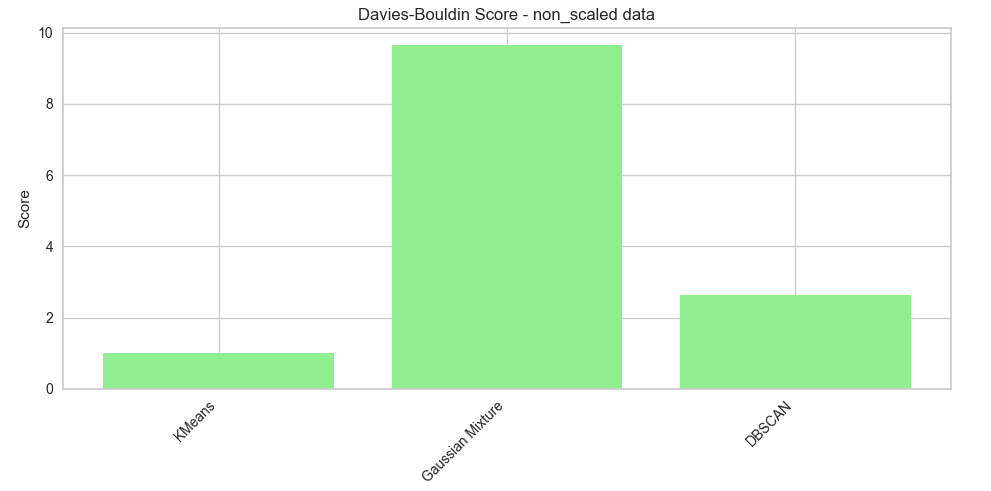 Davies-Bouldin Score - non_scaled data
Score
10
8
6
4
2
0
KMeans
Gaussian Mixture
DBSCAN